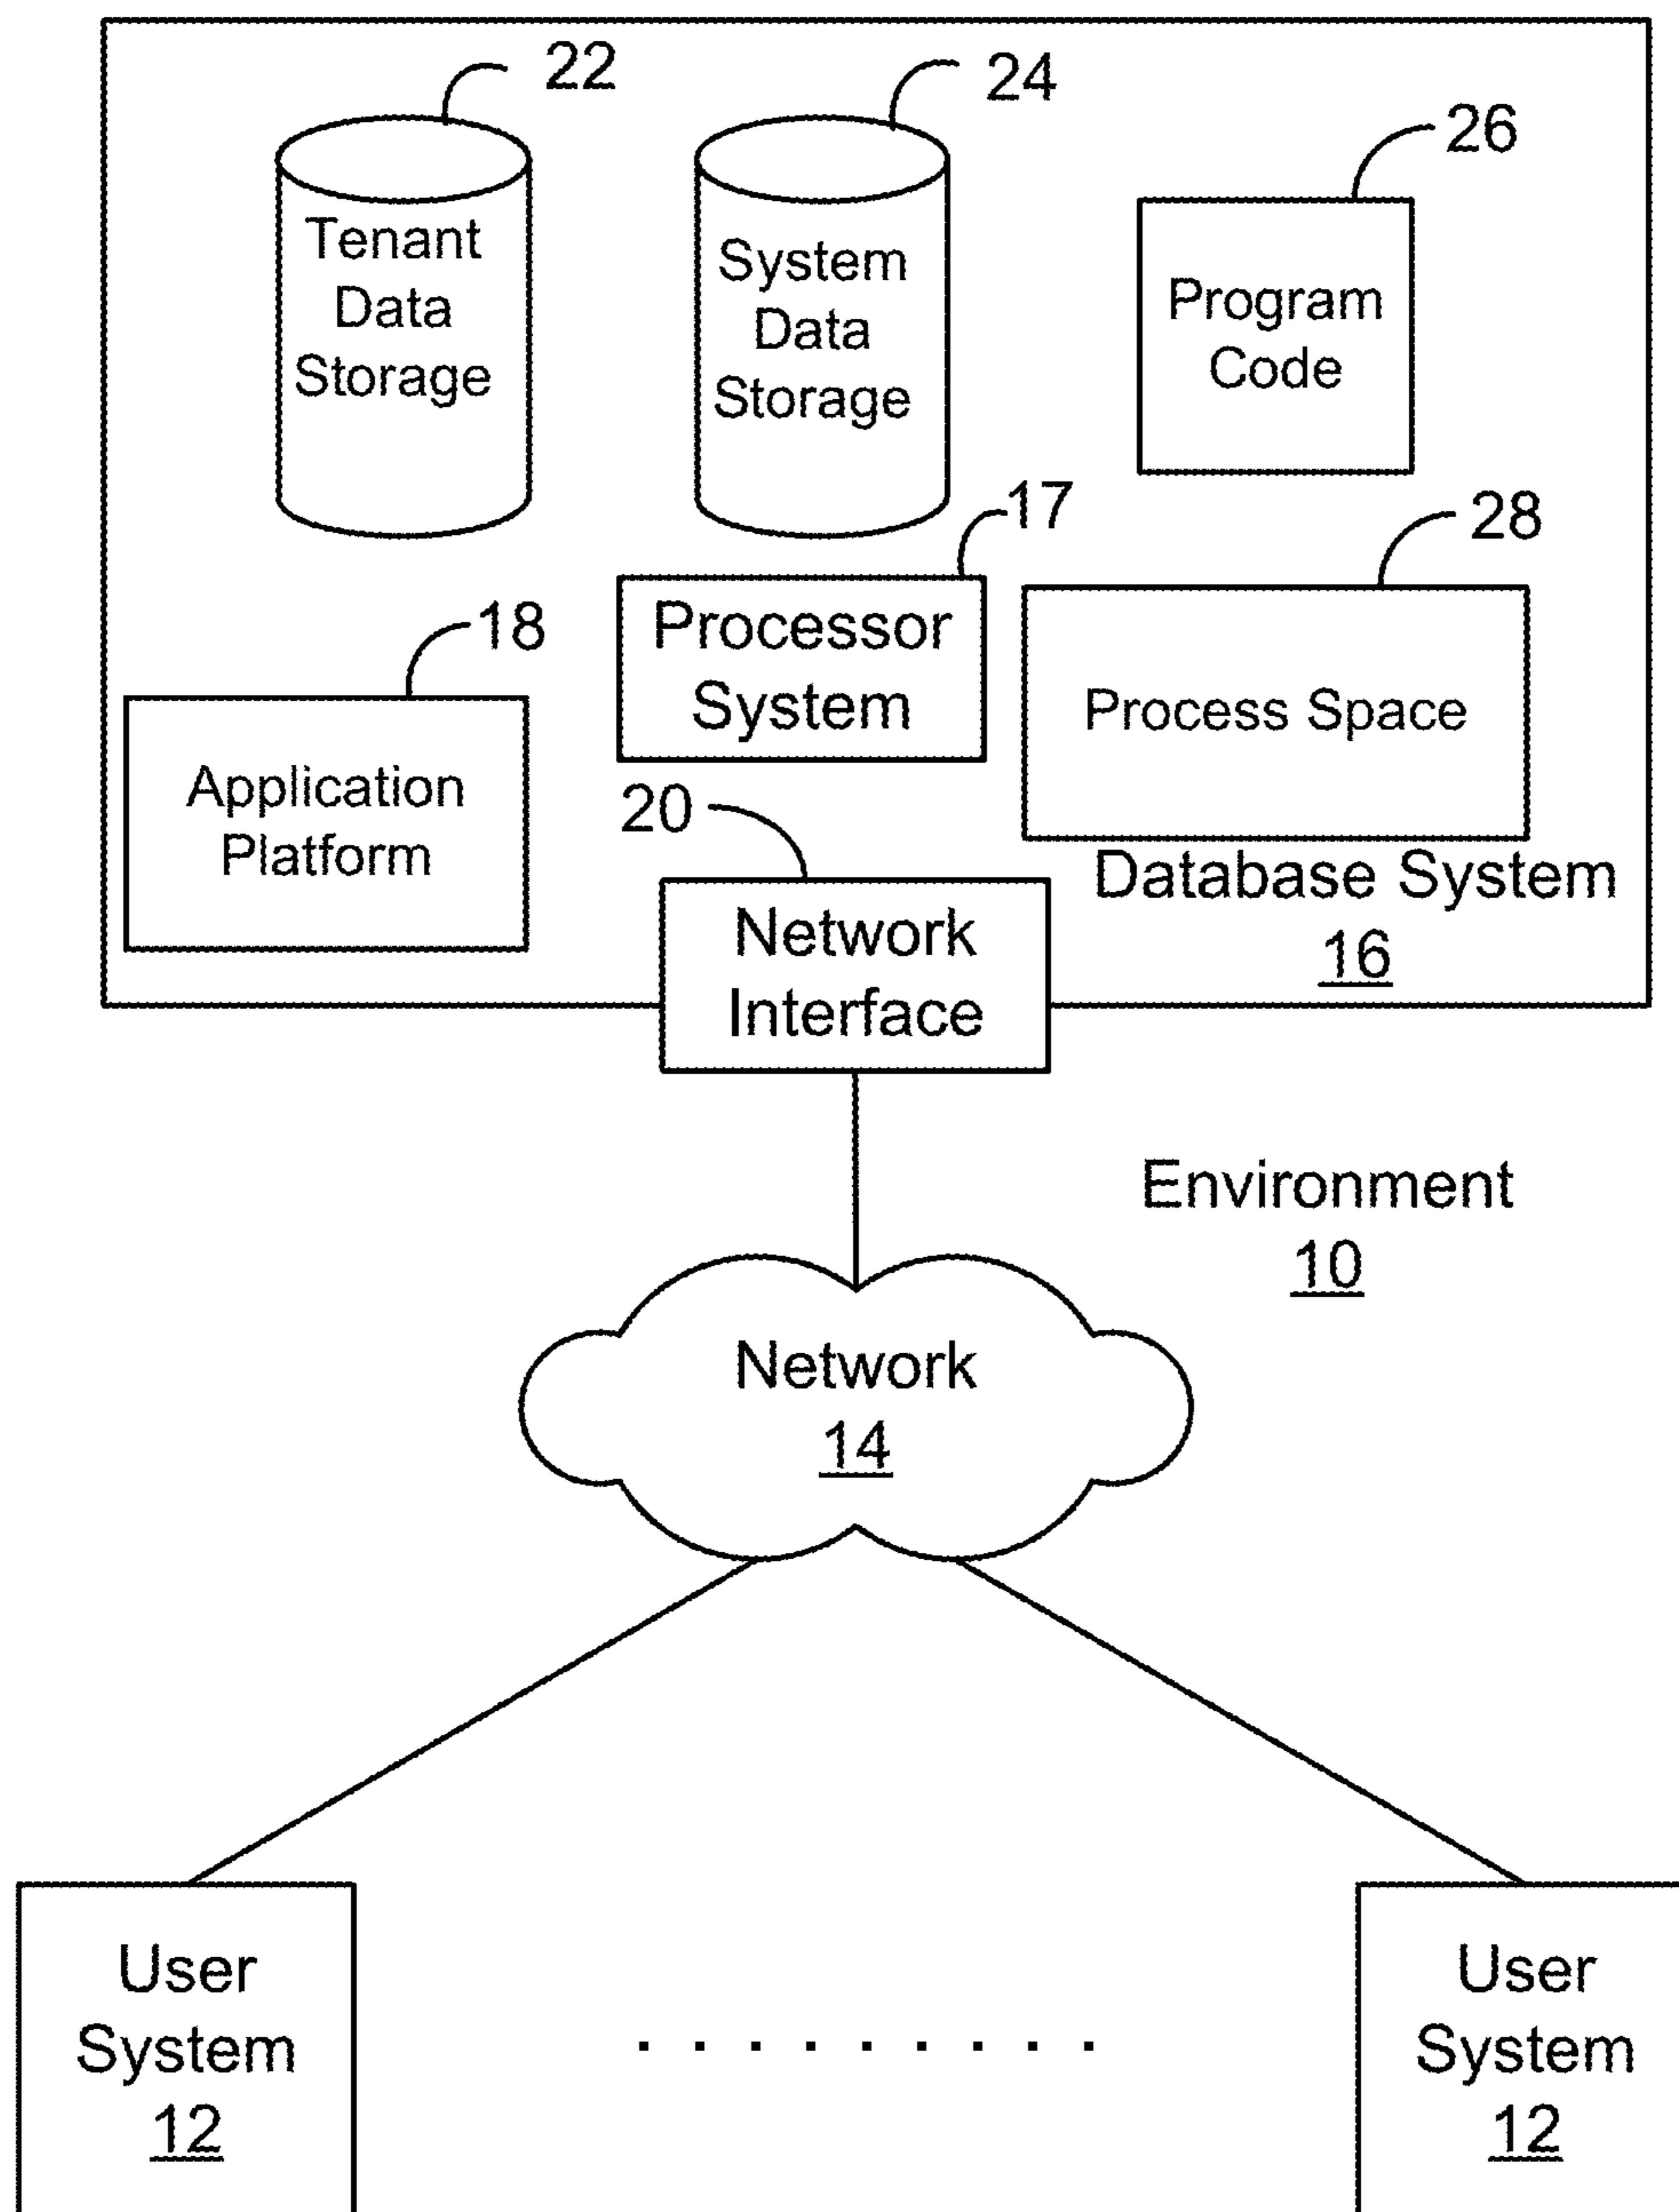 22
24
26
Tenant
Data
Storage
System
Data
Storage
Program
Code
17
28
18
Processor
System
Process Space
Application
Platform
20
Database System
16
Network
Interface
Environment
10
Network
14
User
System
12
. . . . . . . . .
User
System
12